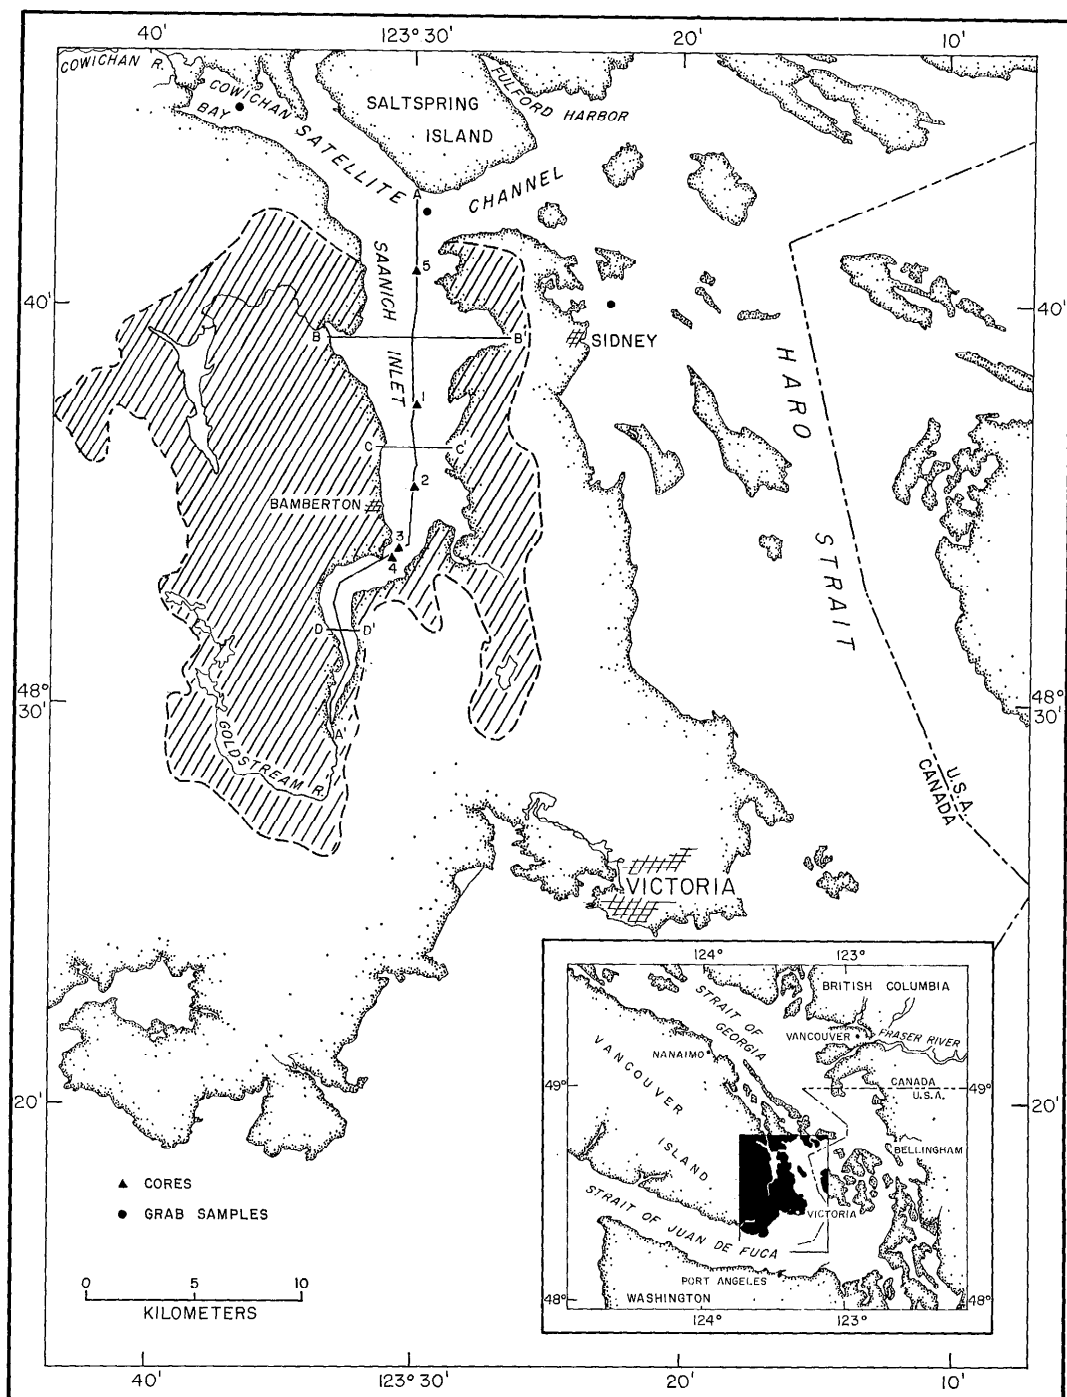 40'
123° 30'
20'
10'
COWICHAN R.
COWICHAN
BAY
SATELLITE
CHANNEL
SALTSPRING
ISLAND
FULFORD HARBOR
A
5
SAANICH
INLET
40'
40'
B
B'
SIDNEY
HARO
STRAIT
1
C
C'
2
BAMBERTON
3
4
D
D'
48°
30'
30'
A'
GOLDSTREAM R.
U.S.A.
CANADA
VICTORIA
20'
20'
▲ CORES
● GRAB SAMPLES
0 5 10
KILOMETERS
124°
123°
BRITISH COLUMBIA
STRAIT OF
GEORGIA
VANCOUVER
FRASER RIVER
NANAIMO
VANCOUVER
ISLAND
49°
49°
CANADA
U.S.A.
BELLINGHAM
VICTORIA
STRAIT OF JUAN DE FUCA
PORT ANGELES
WASHINGTON
48°
48°
124°
123°
40'
123° 30'
20'
10'